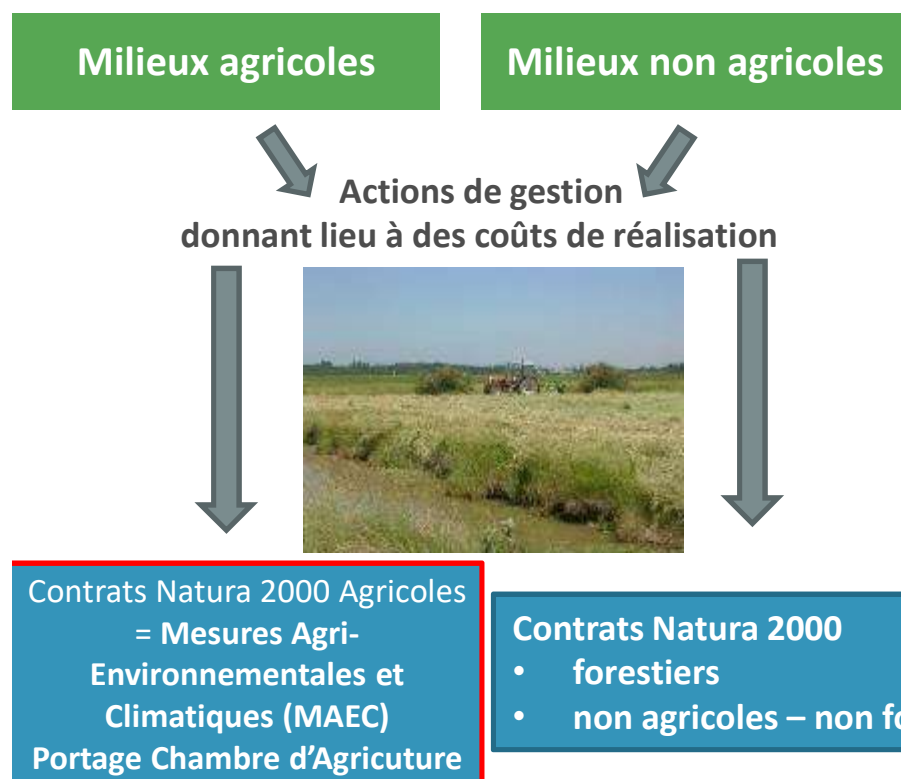 Milieux agricoles
Milieux non agricoles
Actions de gestion
donnant lieu à des coûts de réalisation
Contrats Natura 2000 Agricoles
= Mesures Agri-
Environnementales et
Climatiques (MAEC)
Portage Chambre d'Agricuture
Contrats Natura 2000
• forestiers
• non agricoles – non